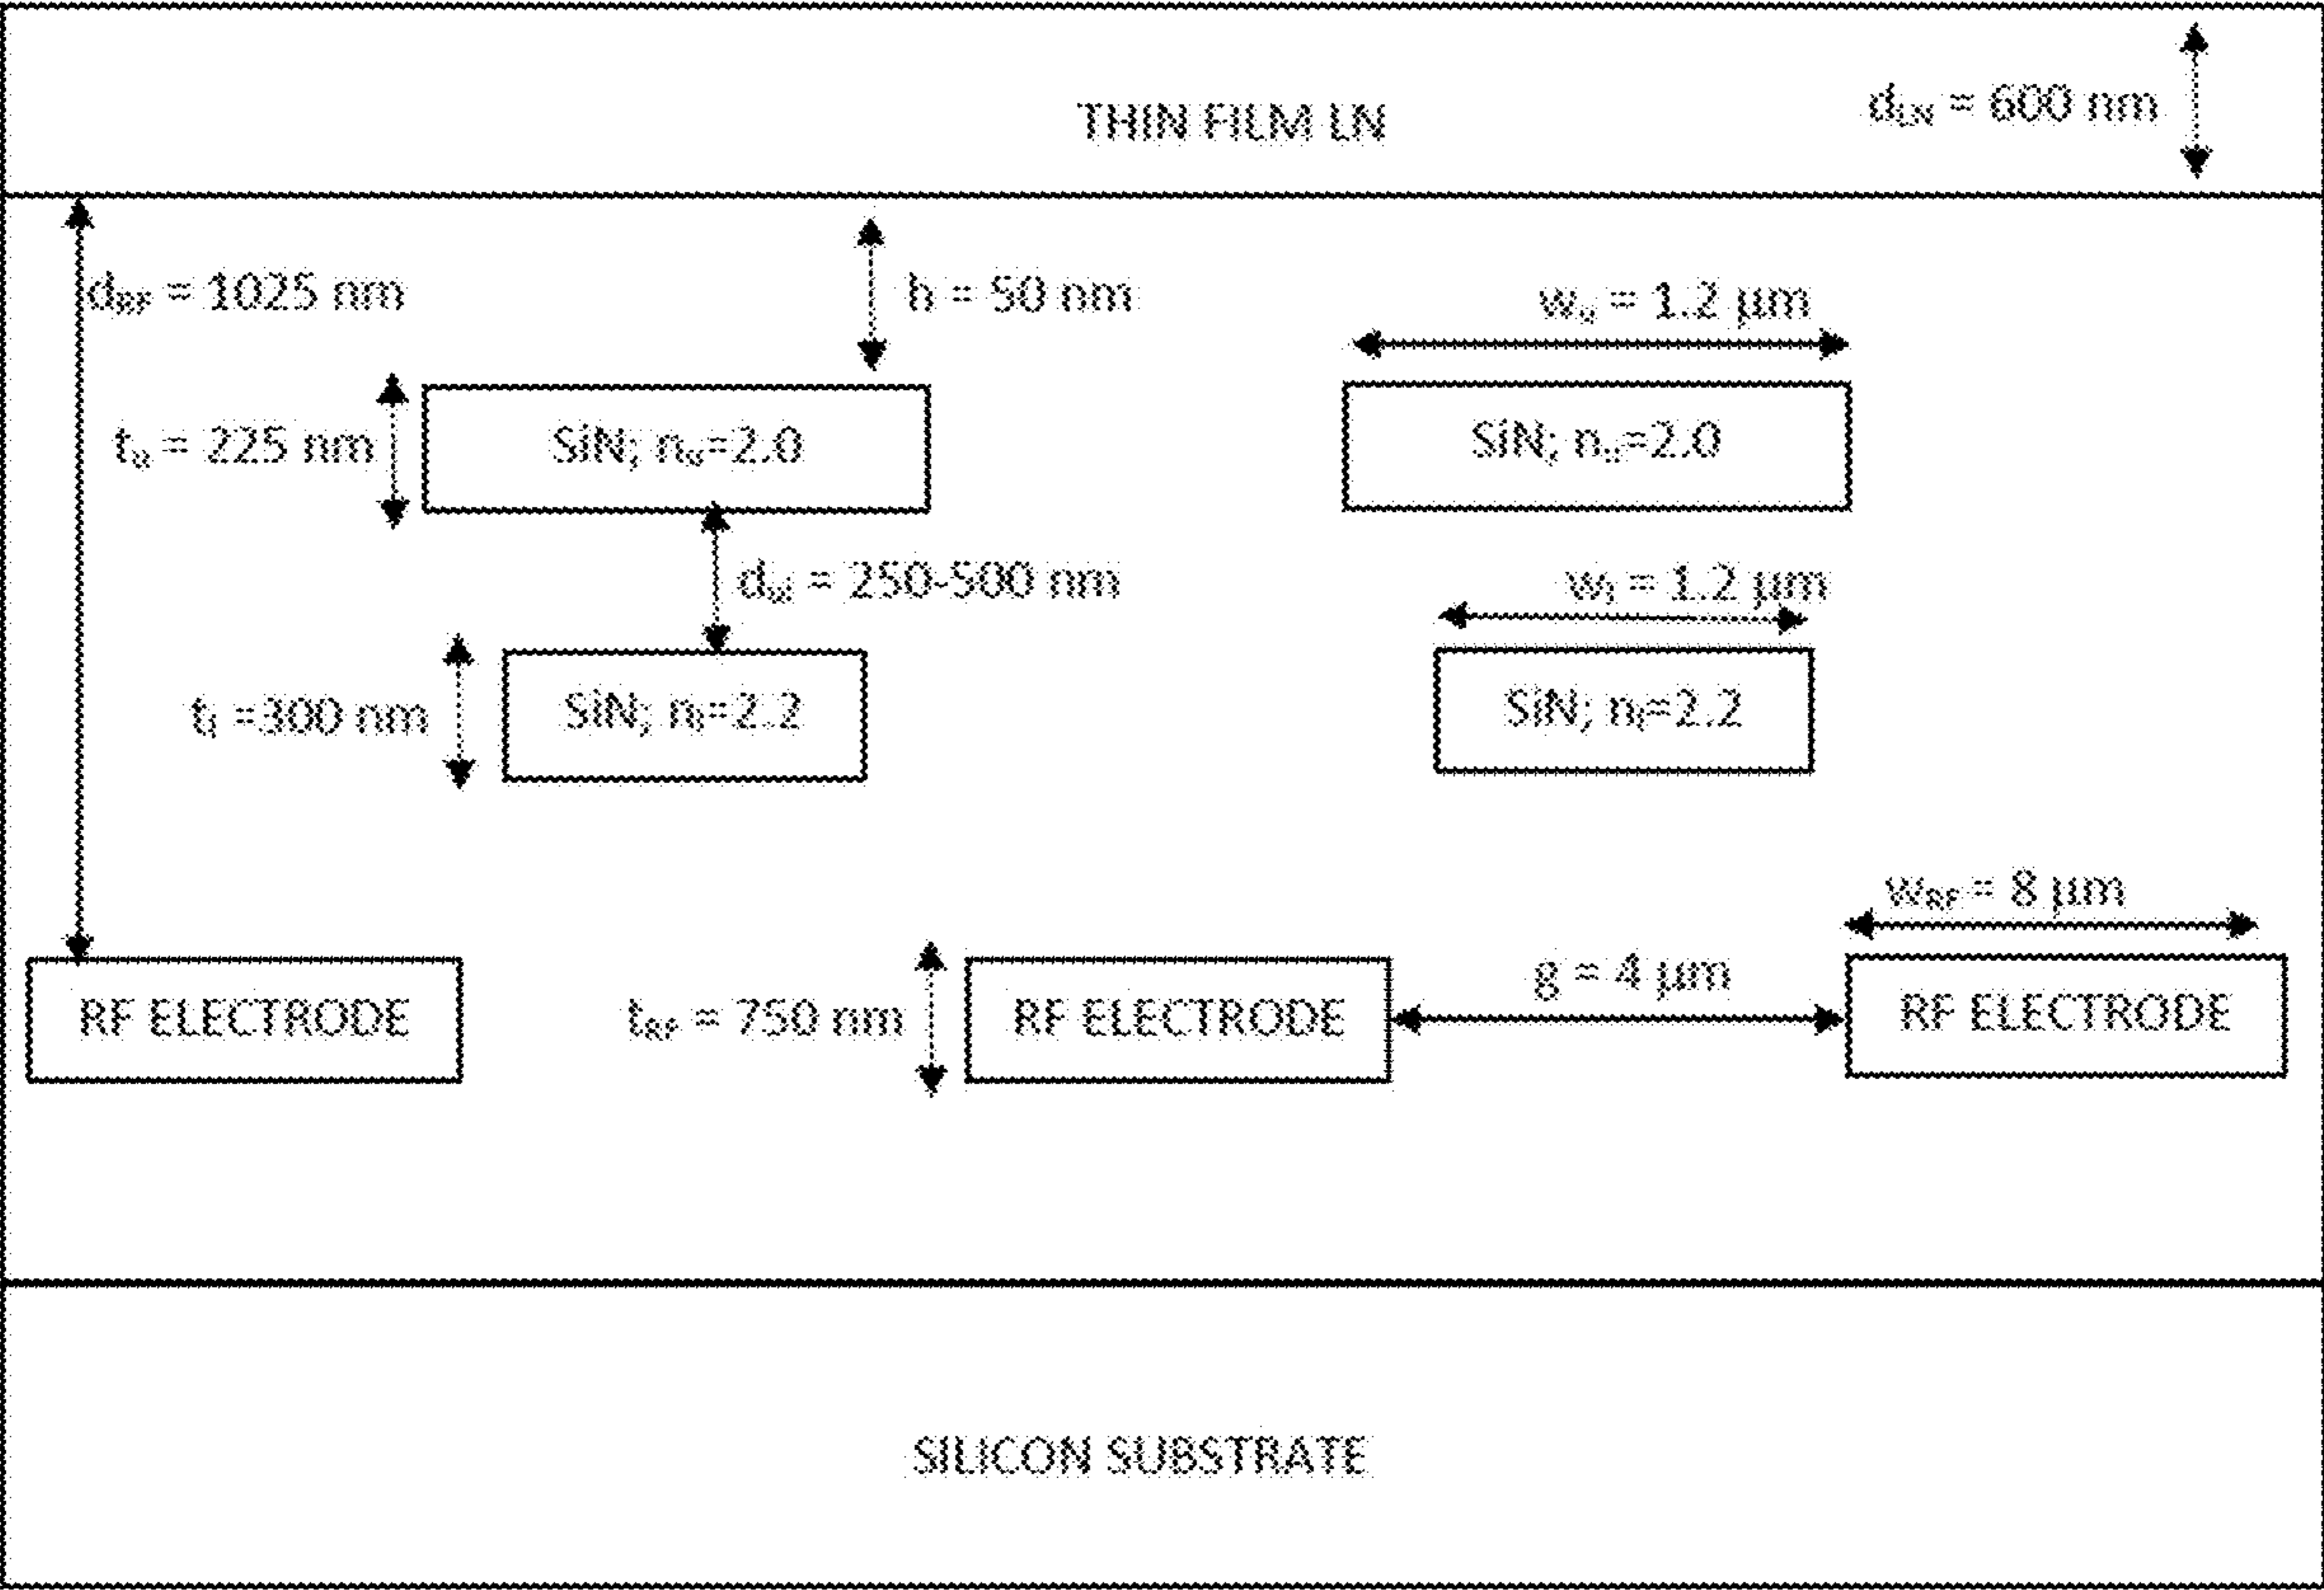 THIN FILM LN
d_LN = 600 nm
d_RF = 1025 nm
h = 50 nm
w_u = 1.2 μm
t_u = 225 nm
SiN; n_u=2.0
SiN; n_u=2.0
d_ul = 250-500 nm
w_l = 1.2 μm
t_l =300 nm
SiN; n_l=2.2
SiN; n_l=2.2
w_RF = 8 μm
g = 4 μm
RF ELECTRODE
t_RF = 750 nm
RF ELECTRODE
RF ELECTRODE
SILICON SUBSTRATE